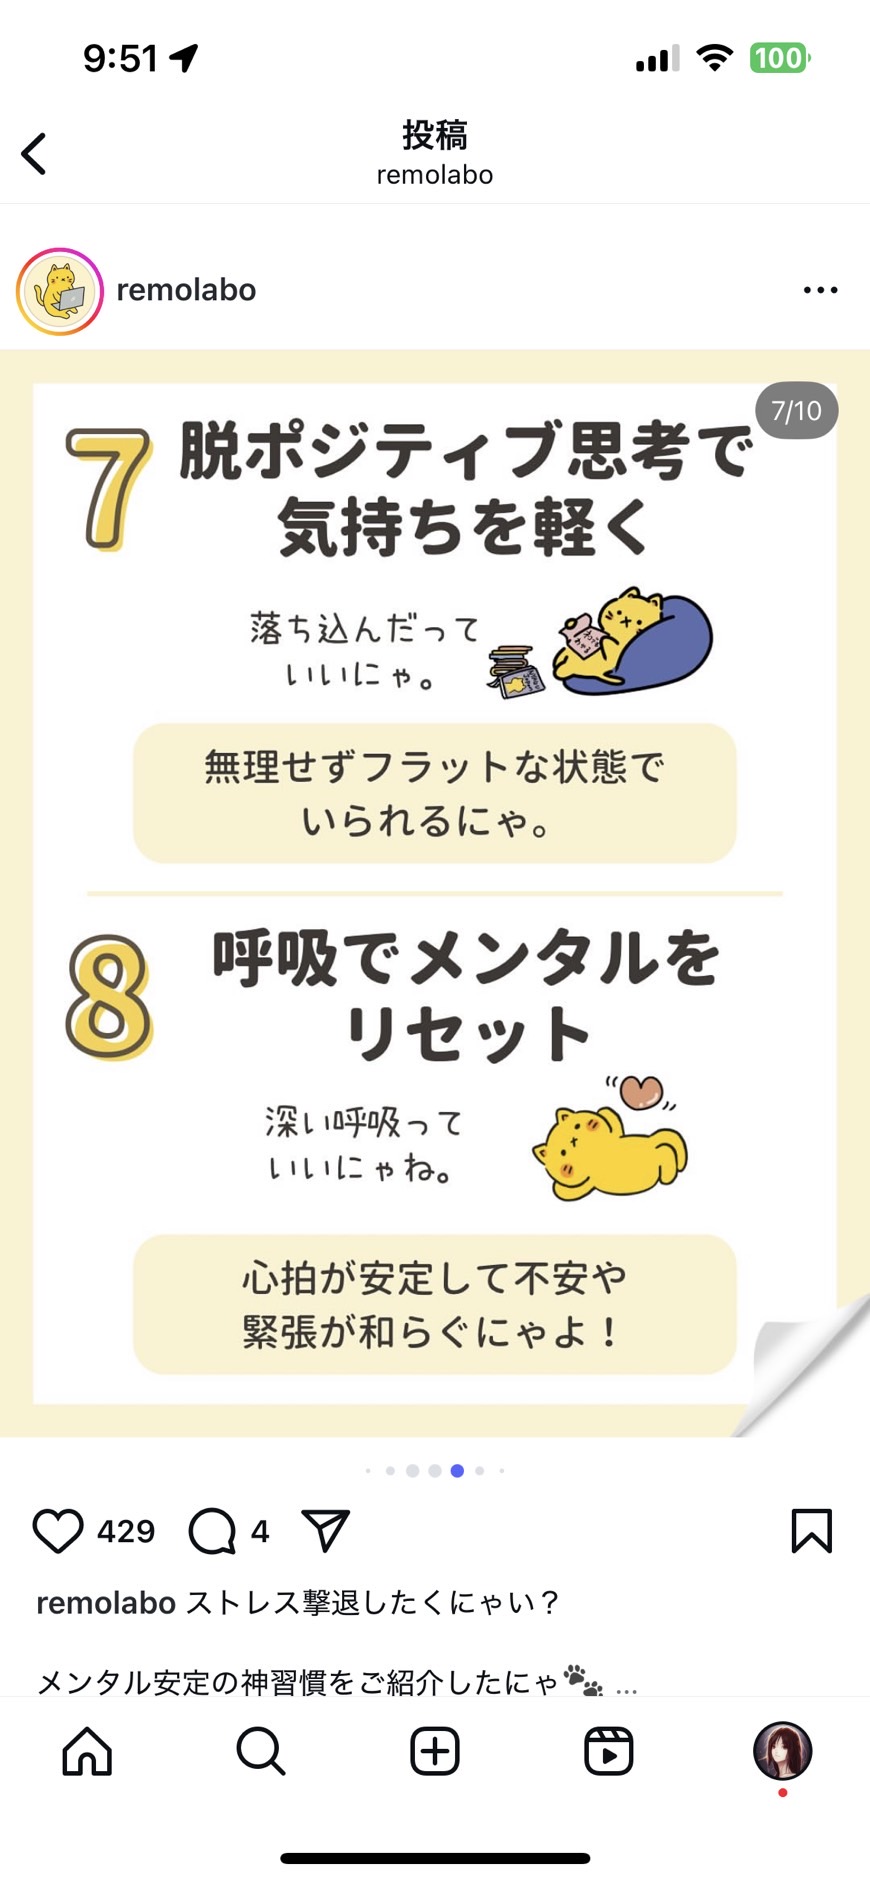 9:51
100
投稿
remolabo
remolabo
7/10
7 脱ポジティブ思考で
気持ちを軽く
落ち込んだって
いいにゃ。
無理せずフラットな状態で
いられるにゃ。
8 呼吸でメンタルを
リセット
深い呼吸って
いいにゃね。
心拍が安定して不安や
緊張が和らぐにゃよ！
429 4
remolabo ストレス撃退したくにゃい？
メンタル安定の神習慣をご紹介したにゃ🐾 ...